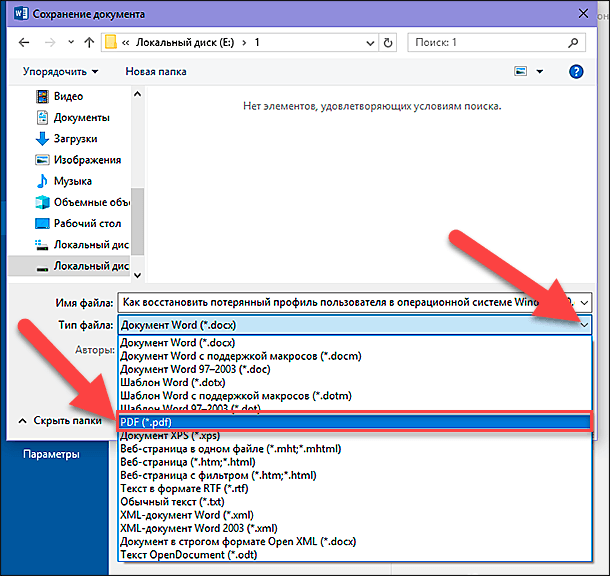 Сохранение документа
« Локальный диск (E:) > 1
Поиск: 1
Упорядочить
Новая папка
Видео
Документы
Загрузки
Изображения
Музыка
Объемные объ
Рабочий стол
Локальный дис
Локальный дис
Нет элементов, удовлетворяющих условиям поиска.
Имя файла: Как восстановить потерянный профиль пользователя в операционной системе Wind
Тип файла: Документ Word (*.docx)
Авторы:
Документ Word (*.docx)
Документ Word с поддержкой макросов (*.docm)
Документ Word 97–2003 (*.doc)
Шаблон Word (*.dotx)
Шаблон Word с поддержкой макросов (*.dotm)
Шаблон Word 97–2003 (*.dot)
PDF (*.pdf)
Документ XPS (*.xps)
Веб-страница в одном файле (*.mht;*.mhtml)
Веб-страница (*.htm;*.html)
Веб-страница с фильтром (*.htm;*.html)
Текст в формате RTF (*.rtf)
Обычный текст (*.txt)
XML-документ Word (*.xml)
XML-документ Word 2003 (*.xml)
Документ в строгом формате Open XML (*.docx)
Текст OpenDocument (*.odt)
Скрыть папки
Параметры